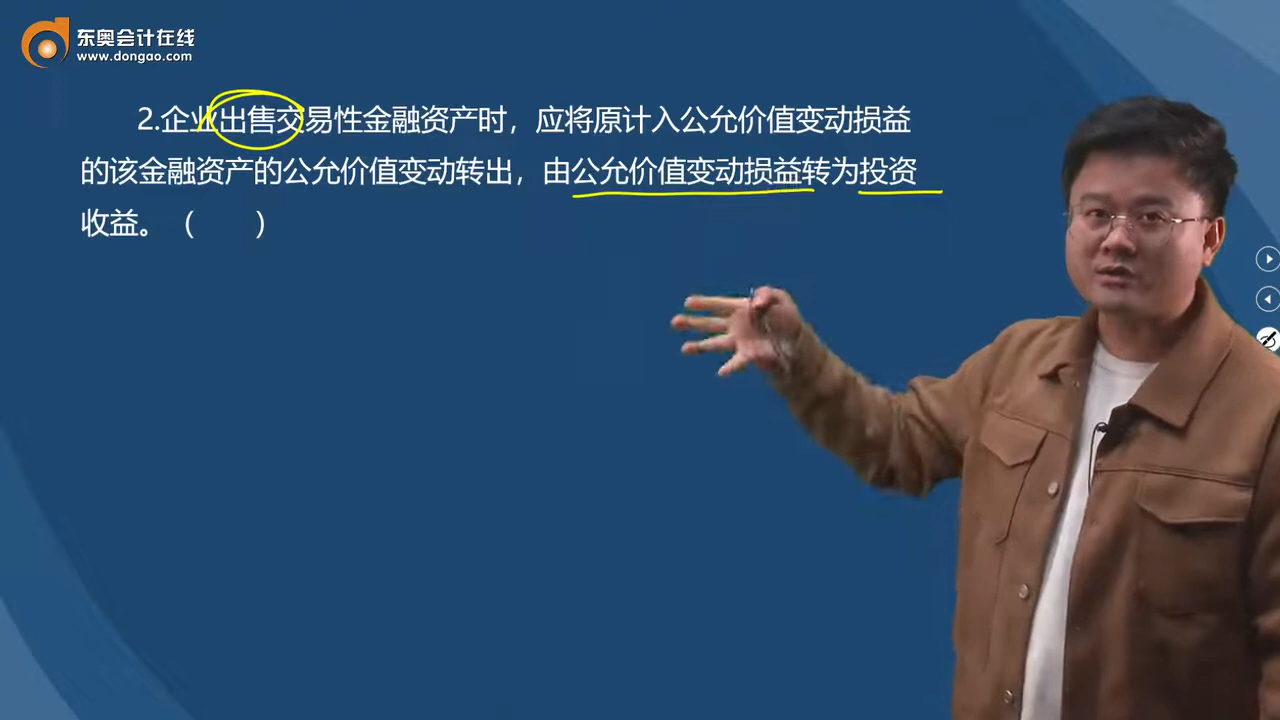 东奥会计在线
www.dongao.com
2.企业出售交易性金融资产时，应将原计入公允价值变动损益
的该金融资产的公允价值变动转出，由公允价值变动损益转为投资
收益。（　　）